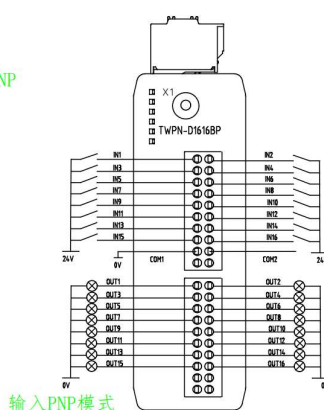 NP
X1
TWPN-D1616BP
IN1 IN2
IN3 IN4
IN5 IN6
IN7 IN8
IN9 IN10
IN11 IN12
IN13 IN14
IN15 IN16
24V 0V COM1 COM2 24
OUT1 OUT2
OUT3 OUT4
OUT5 OUT6
OUT7 OUT8
OUT9 OUT10
OUT11 OUT12
OUT13 OUT14
OUT15 OUT16
0V 0
输入PNP模式